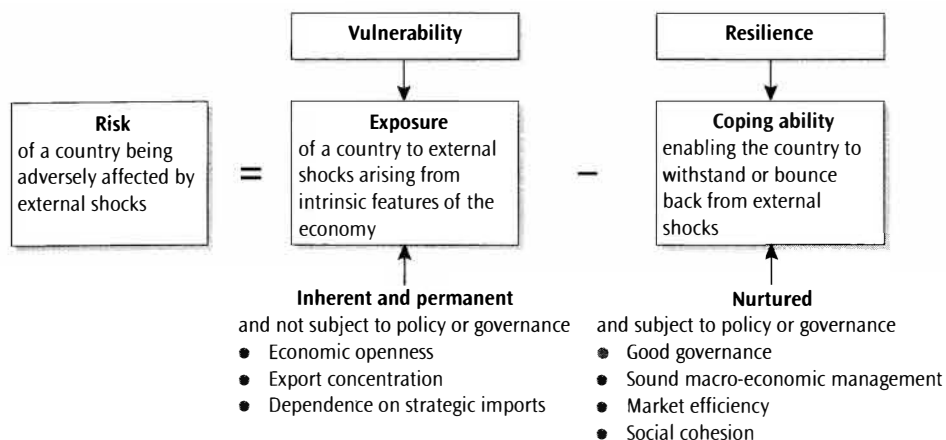 Vulnerability
Resilience
Risk
of a country being
adversely affected by
external shocks
=
Exposure
of a country to external
shocks arising from
intrinsic features of the
economy
–
Coping ability
enabling the country to
withstand or bounce
back from external
shocks
Inherent and permanent
and not subject to policy or governance
● Economic openness
● Export concentration
● Dependence on strategic imports
Nurtured
and subject to policy or governance
● Good governance
● Sound macro-economic management
● Market efficiency
● Social cohesion